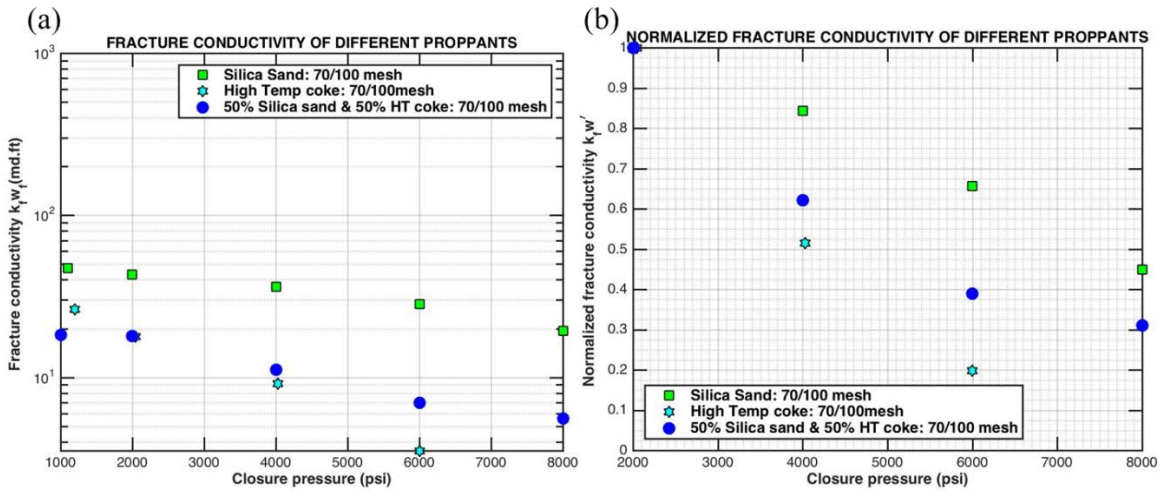 (a)
FRACTURE CONDUCTIVITY OF DIFFERENT PROPPANTS
10^3
Silica Sand: 70/100 mesh
High Temp coke: 70/100mesh
50% Silica sand & 50% HT coke: 70/100 mesh
Fracture conductivity k_f w_f(md.ft)
10^2
10^1
1000 2000 3000 4000 5000 6000 7000 8000
Closure pressure (psi)
(b)
NORMALIZED FRACTURE CONDUCTIVITY OF DIFFERENT PROPPANTS
1
0.9
0.8
0.7
0.6
0.5
0.4
0.3
0.2
0.1
0
Normalized fracture conductivity k_f w'
Silica Sand: 70/100 mesh
High Temp coke: 70/100mesh
50% Silica sand & 50% HT coke: 70/100 mesh
2000 3000 4000 5000 6000 7000 8000
Closure pressure (psi)